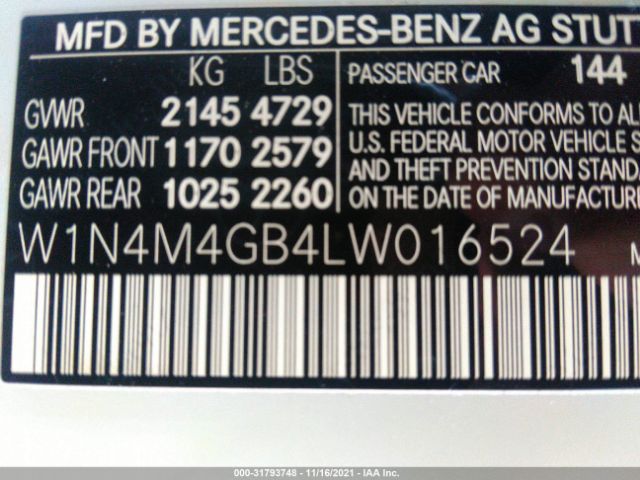 MFD BY MERCEDES-BENZ AG STUT
KG LBS
GVWR 2145 4729
GAWR FRONT 1170 2579
GAWR REAR 1025 2260
PASSENGER CAR 144
THIS VEHICLE CONFORMS TO AL
U.S. FEDERAL MOTOR VEHICLE S
AND THEFT PREVENTION STANDA
ON THE DATE OF MANUFACTUR
W1N4M4GB4LW016524 M
000-31793748 - 11/16/2021 - IAA Inc.